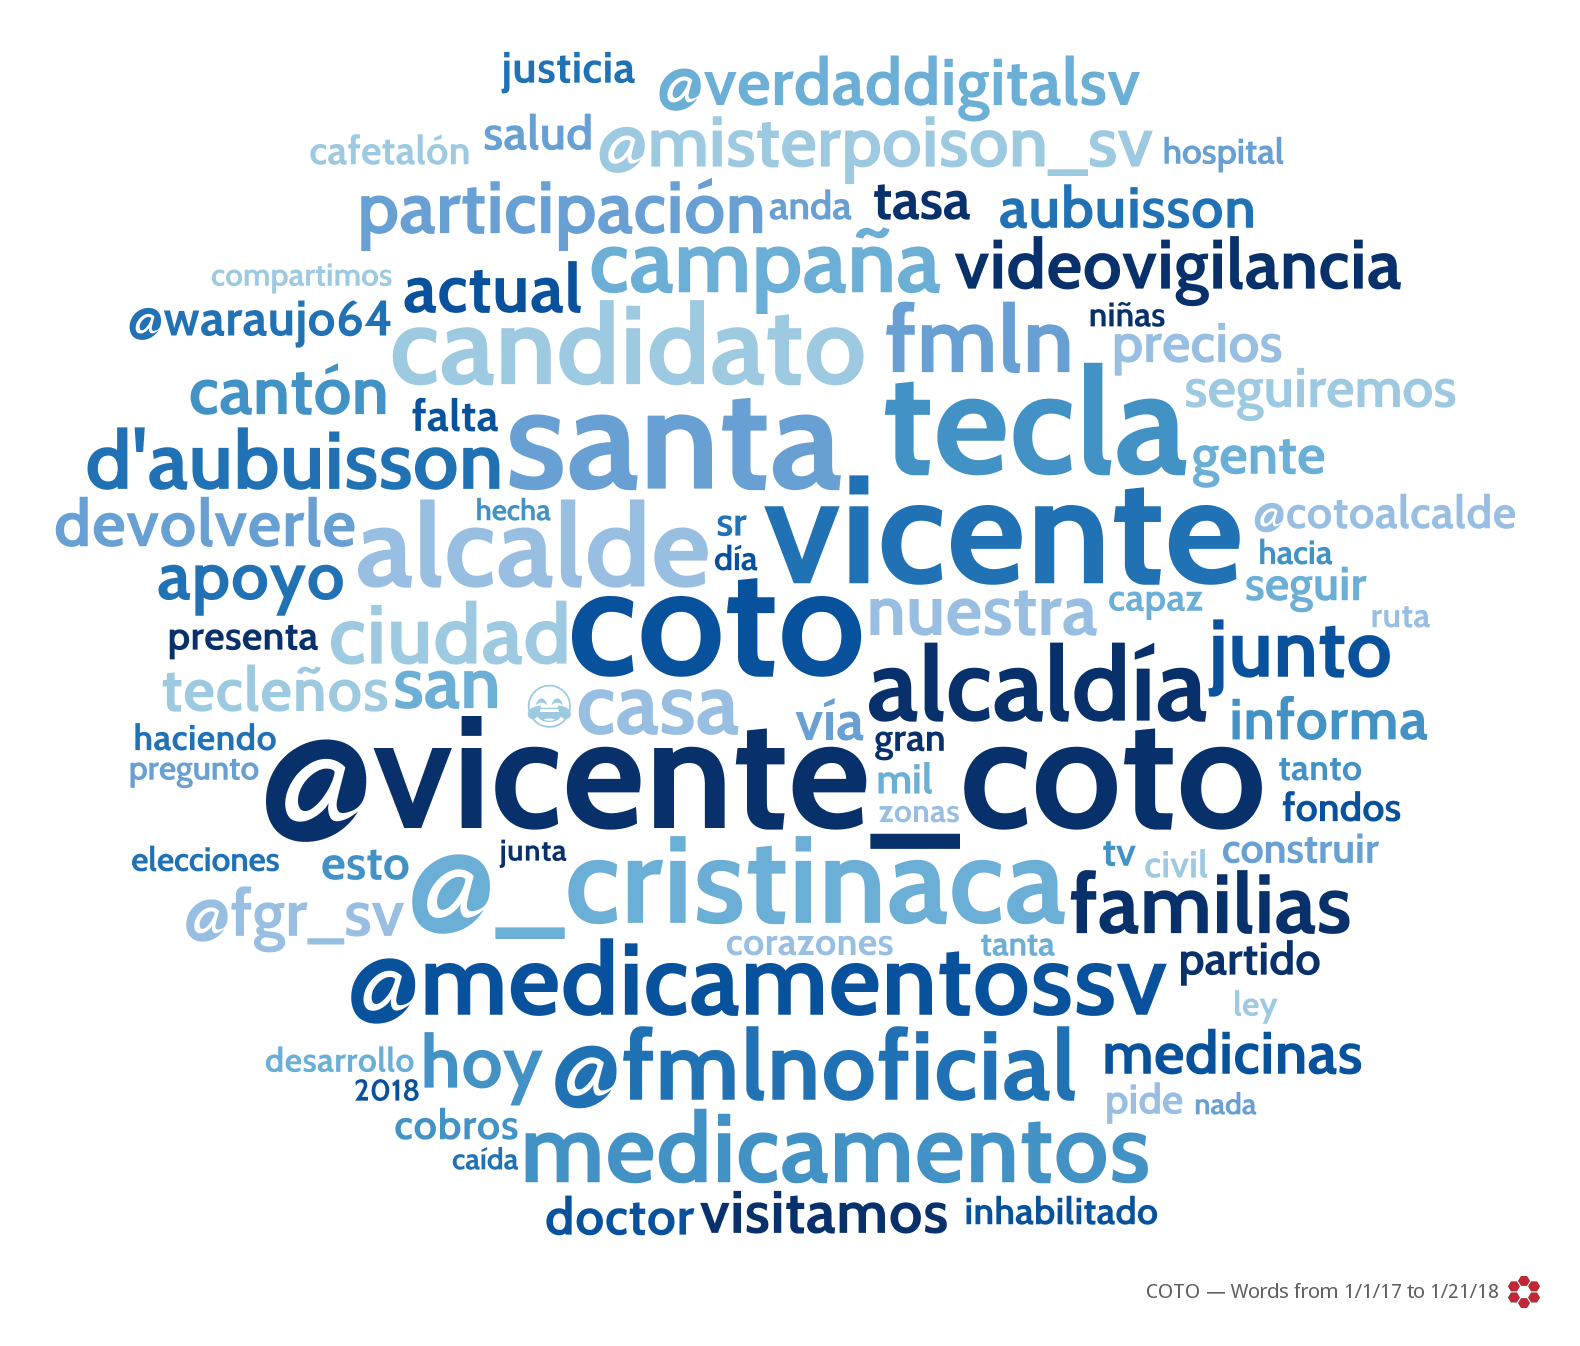 justicia @verdaddigitalsv
cafetalón salud @misterpoison_sv hospital
participación anda tasa aubuisson
compartimos actual campaña videovigilancia
@waraujo64 candidato fmln niñas precios
cantón falta santa tecla seguiremos
d'aubuisson gente
devolverle alcalde hecha sr vicente @cotoalcalde
apoyo día hacia seguir
presenta ciudad coto nuestra capaz ruta
tecleños san 😂 casa vía alcaldía junto
haciendo gran informa
pregunto @vicente_coto mil tanto
zonas fondos
elecciones esto junta @_cristinaca tv civil construir
@fgr_sv familias
corazones tanta partido
@medicamentossv ley
desarrollo hoy @fmlnoficial medicinas
2018 pide nada
cobros medicamentos
caída
doctor visitamos inhabilitado
COTO — Words from 1/1/17 to 1/21/18